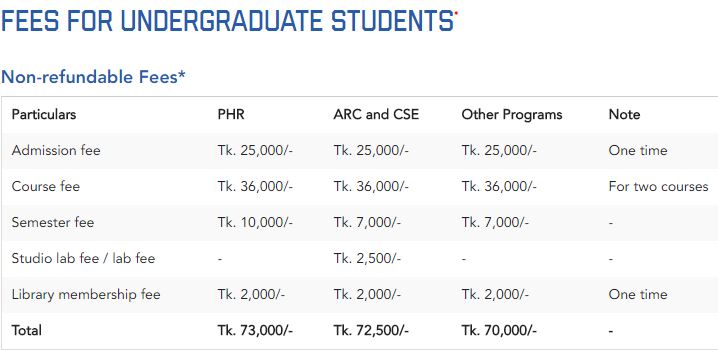 FEES FOR UNDERGRADUATE STUDENTS*
Non-refundable Fees*
Particulars PHR ARC and CSE Other Programs Note
Admission fee Tk. 25,000/- Tk. 25,000/- Tk. 25,000/- One time
Course fee Tk. 36,000/- Tk. 36,000/- Tk. 36,000/- For two courses
Semester fee Tk. 10,000/- Tk. 7,000/- Tk. 7,000/- -
Studio lab fee / lab fee - Tk. 2,500/- - -
Library membership fee Tk. 2,000/- Tk. 2,000/- Tk. 2,000/- One time
Total Tk. 73,000/- Tk. 72,500/- Tk. 70,000/- -